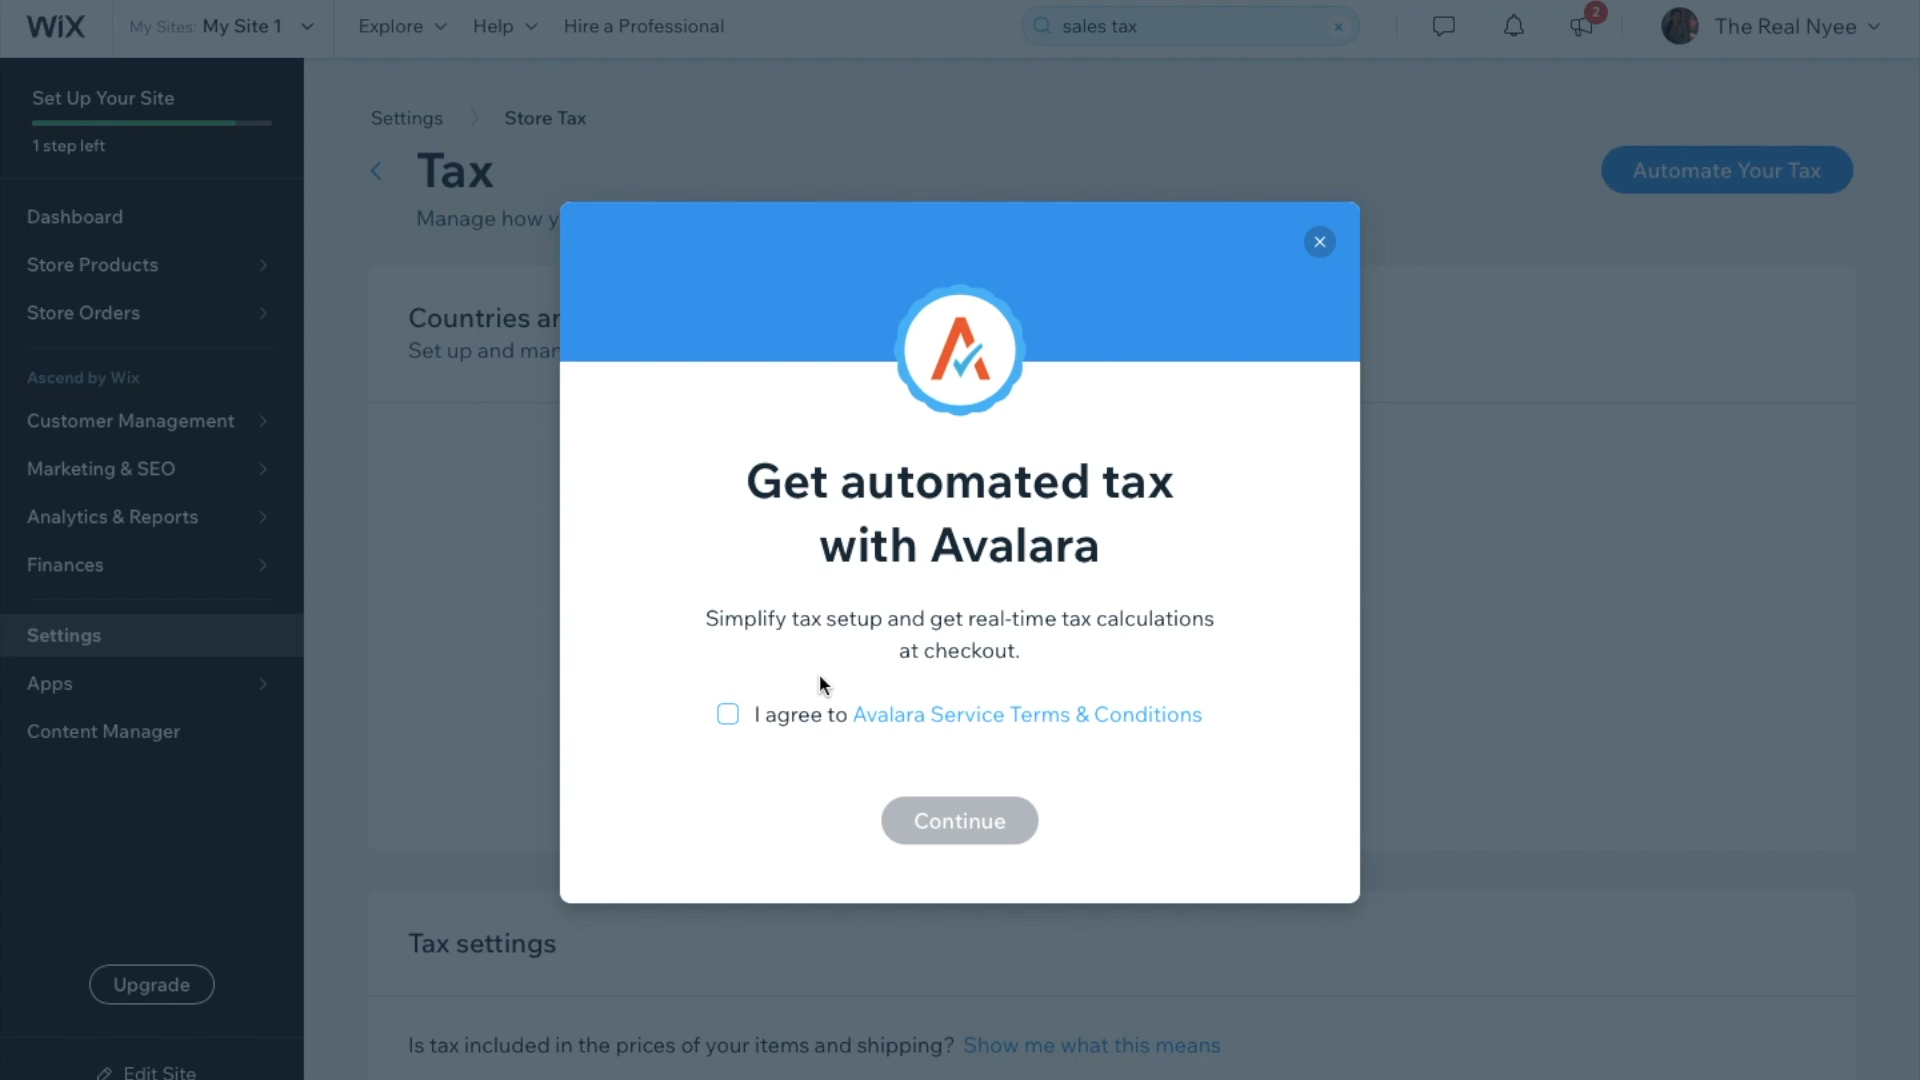 WiX
My Sites: My Site 1
Explore
Help
Hire a Professional
sales tax
2
The Real Nyee
Set Up Your Site
1 step left
Dashboard
Store Products
Store Orders
Ascend by Wix
Customer Management
Marketing & SEO
Analytics & Reports
Finances
Settings
Apps
Content Manager
Upgrade
Edit Site
Settings
Store Tax
Tax
Automate Your Tax
Manage how y
Countries ar
Set up and man
Get automated tax
with Avalara
Simplify tax setup and get real-time tax calculations
at checkout.
I agree to Avalara Service Terms & Conditions
Continue
Tax settings
Is tax included in the prices of your items and shipping? Show me what this means